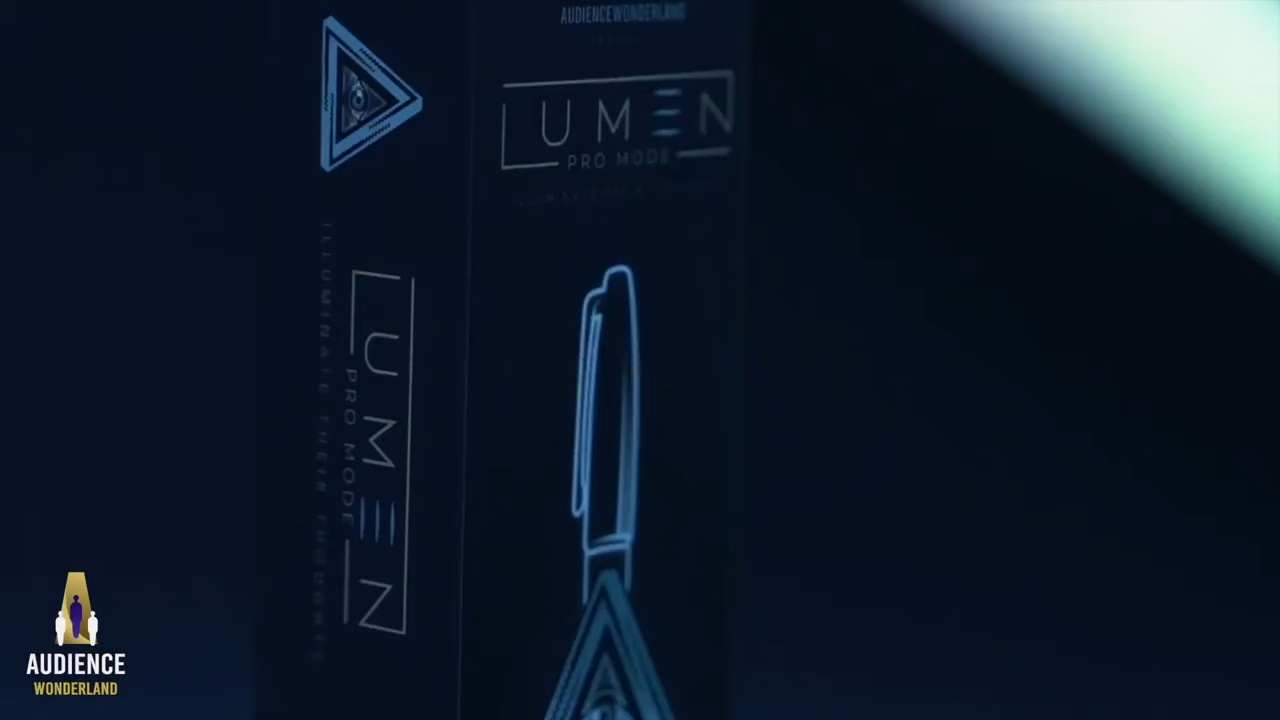 AUDIENCEWONDERLAND
LUMEN
PRO MODE
ILLUMINATE THEIR THOUGHTS
LUMEN
PRO MODE
AUDIENCE
WONDERLAND